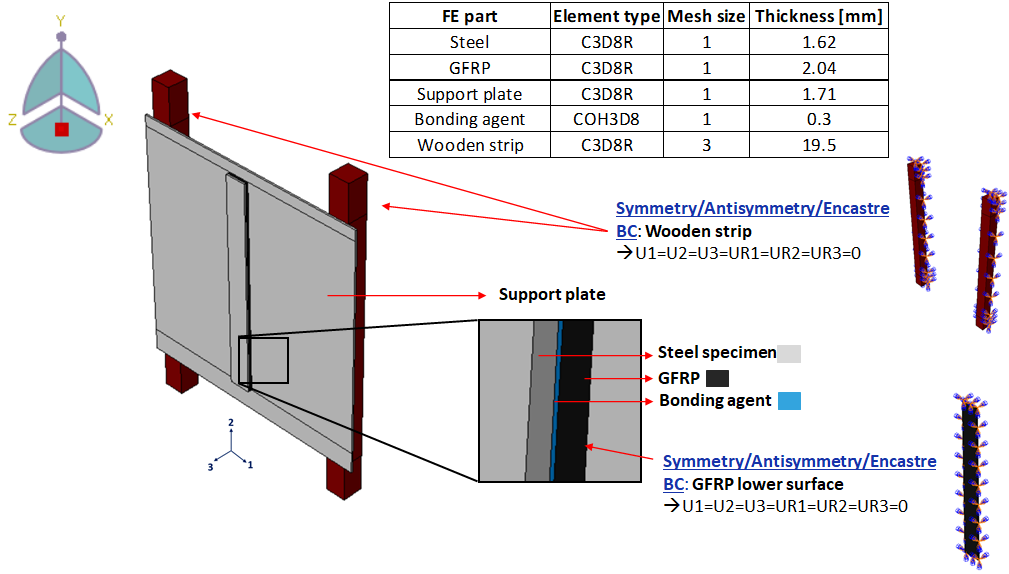 FE part Element type Mesh size Thickness [mm]
Steel C3D8R 1 1.62
GFRP C3D8R 1 2.04
Support plate C3D8R 1 1.71
Bonding agent COH3D8 1 0.3
Wooden strip C3D8R 3 19.5
Y
Z X
Symmetry/Antisymmetry/Encastre
BC: Wooden strip
→U1=U2=U3=UR1=UR2=UR3=0
Support plate
Steel specimen
GFRP
Bonding agent
2
3 1
Symmetry/Antisymmetry/Encastre
BC: GFRP lower surface
→U1=U2=U3=UR1=UR2=UR3=0